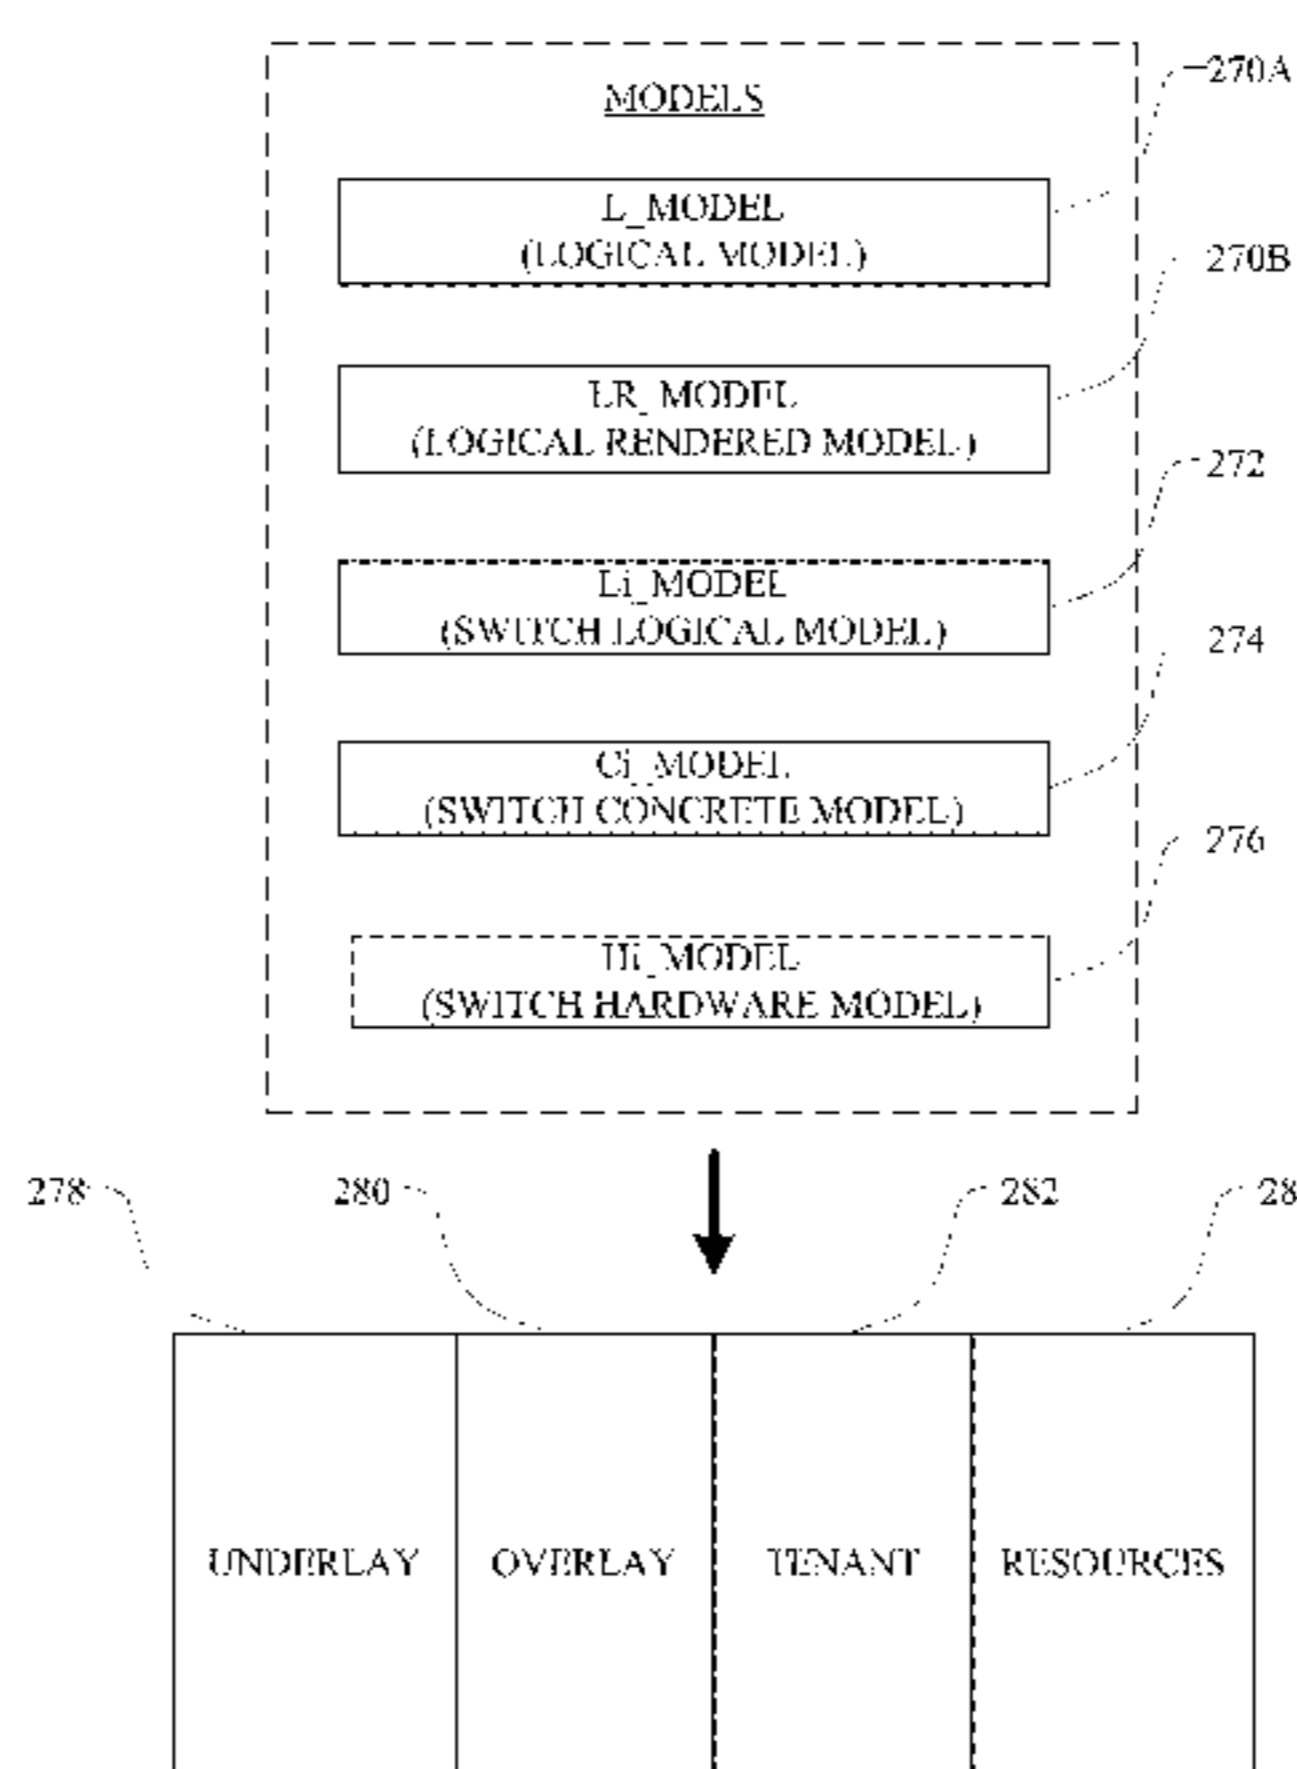 MODELS
270A
L_MODEL
(LOGICAL MODEL)
270B
LR_MODEL
(LOGICAL RENDERED MODEL)
272
Li_MODEL
(SWITCH LOGICAL MODEL)
274
Ci_MODEL
(SWITCH CONCRETE MODEL)
276
Hi_MODEL
(SWITCH HARDWARE MODEL)
278 280 282 28
UNDERLAY OVERLAY TENANT RESOURCES